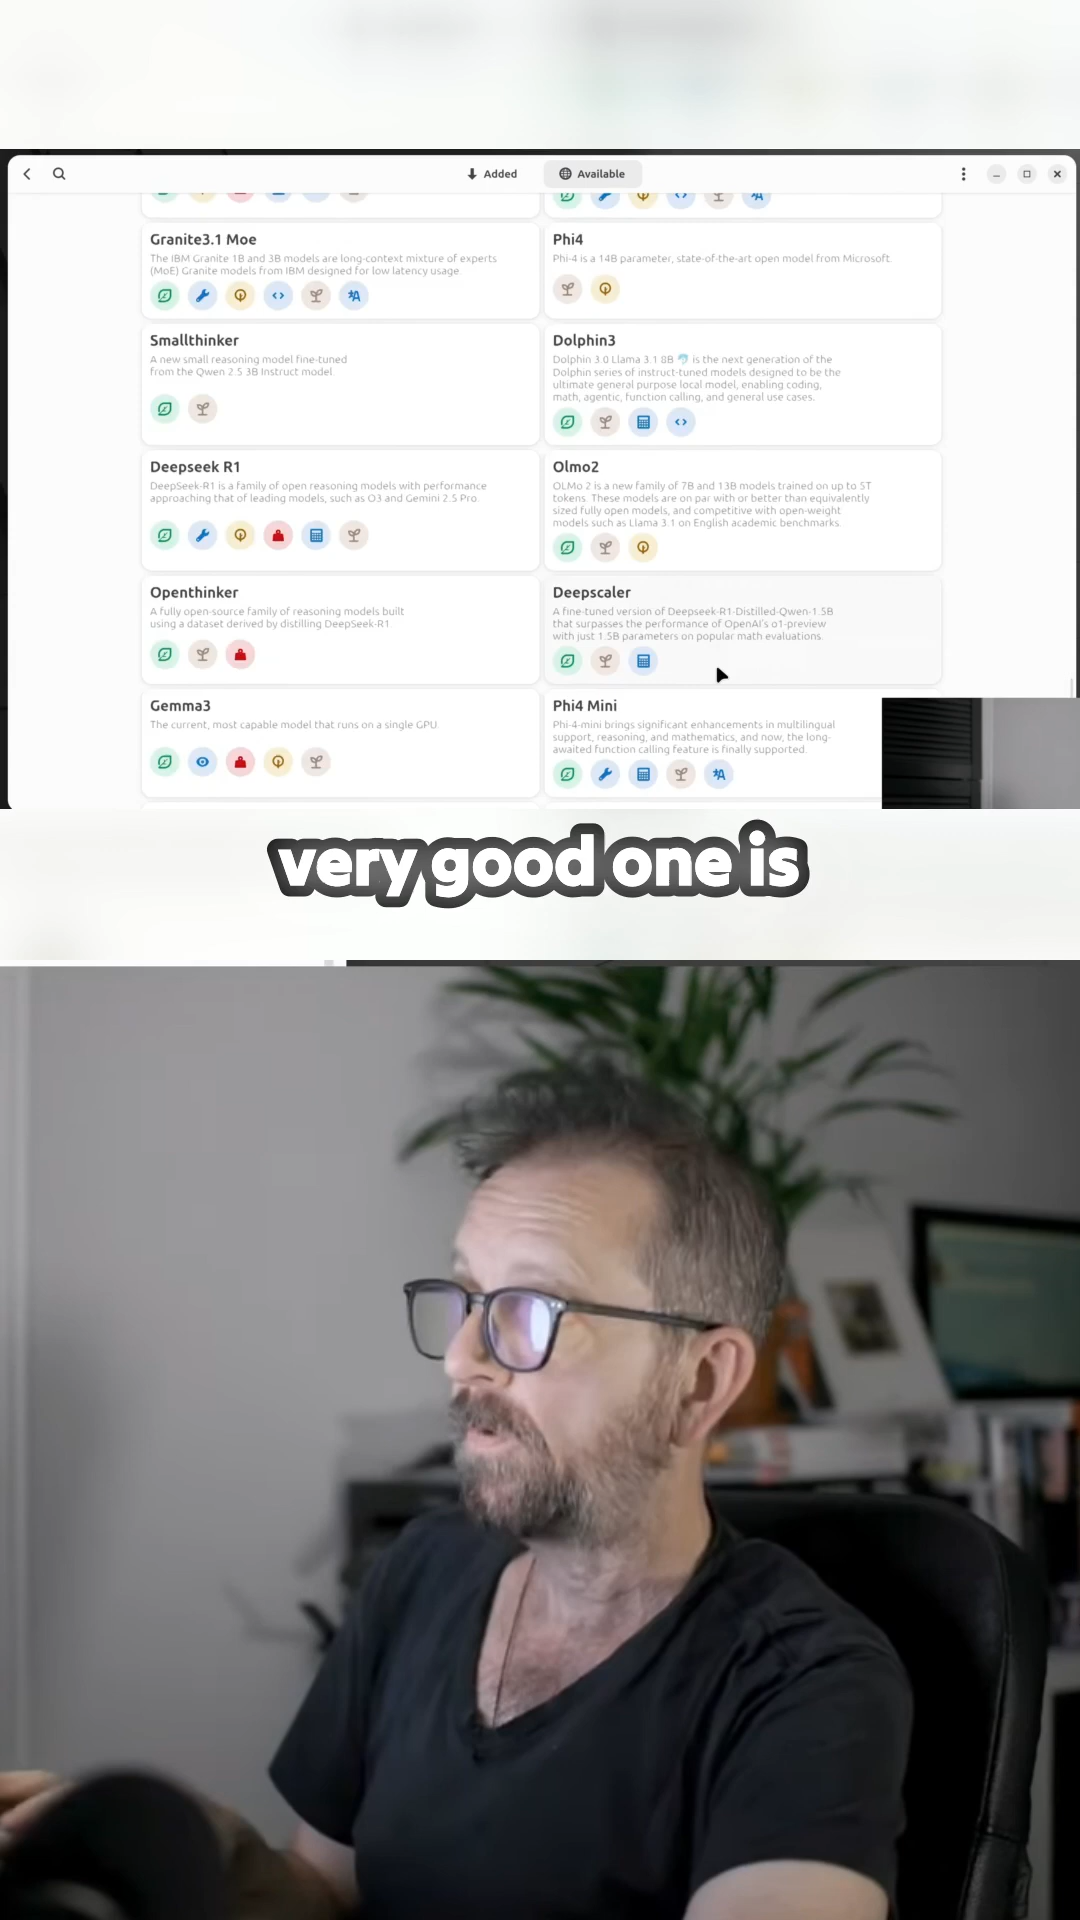 Added
Available
Granite3.1 Moe
The IBM Granite 1B and 3B models are long-context mixture of experts
(MoE) Granite models from IBM designed for low latency usage.
Phi4
Phi-4 is a 14B parameter, state-of-the-art open model from Microsoft.
Smallthinker
A new small reasoning model fine-tuned
from the Qwen 2.5 3B Instruct model.
Dolphin3
Dolphin 3.0 Llama 3.1 8B 🐬 is the next generation of the
Dolphin series of instruct-tuned models designed to be the
ultimate general purpose local model, enabling coding,
math, agentic, function calling, and general use cases.
Deepseek R1
DeepSeek-R1 is a family of open reasoning models with performance
approaching that of leading models, such as O3 and Gemini 2.5 Pro.
Olmo2
OLMo 2 is a new family of 7B and 13B models trained on up to 5T
tokens. These models are on par with or better than equivalently
sized fully open models, and competitive with open-weight
models such as Llama 3.1 on English academic benchmarks.
Openthinker
A fully open-source family of reasoning models built
using a dataset derived by distilling DeepSeek-R1.
Deepscaler
A fine-tuned version of Deepseek-R1-Distilled-Qwen-1.5B
that surpasses the performance of OpenAI's o1-preview
with just 1.5B parameters on popular math evaluations.
Gemma3
The current, most capable model that runs on a single GPU.
Phi4 Mini
Phi-4-mini brings significant enhancements in multilingual
support, reasoning, and mathematics, and now, the long-
awaited function calling feature is finally supported.
very good one is